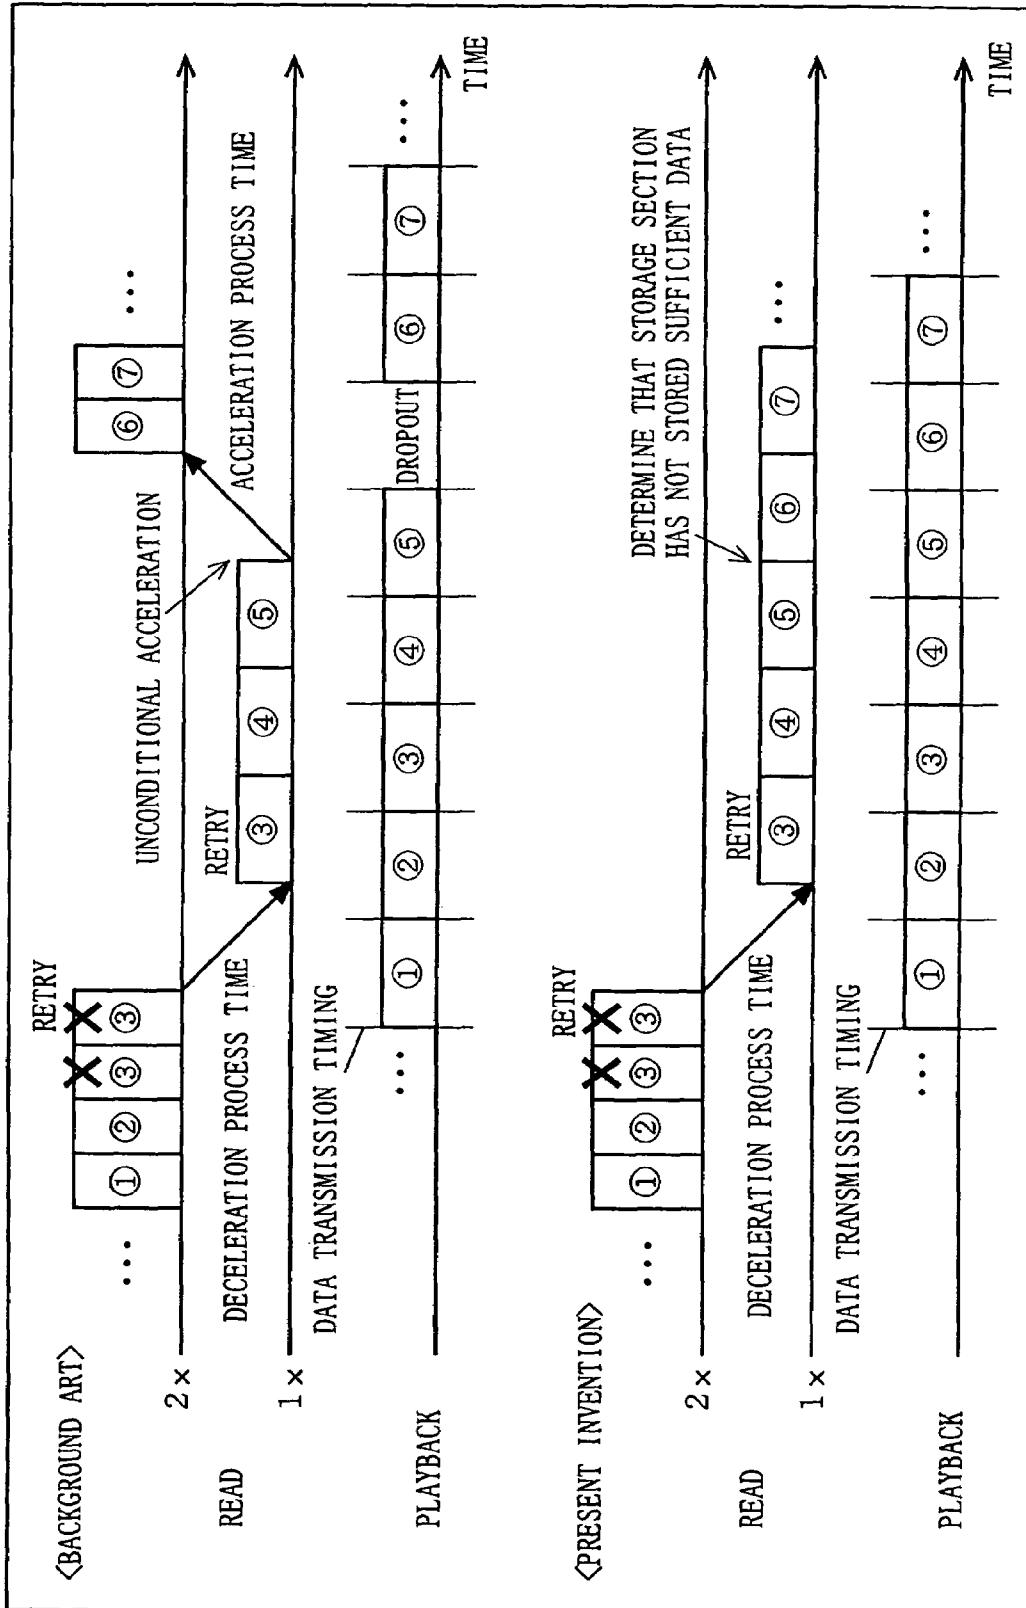 <BACKGROUND ART>
RETRY
... ① ② ③ ③ ⑥ ⑦ ...
UNCONDITIONAL ACCELERATION
2×
READ
DECELERATION PROCESS TIME
RETRY
ACCELERATION PROCESS TIME
③ ④ ⑤
1×
DATA TRANSMISSION TIMING
PLAYBACK
... ① ② ③ ④ ⑤ DROPOUT ⑥ ⑦ ...
TIME
<PRESENT INVENTION>
RETRY
... ① ② ③ ③
DETERMINE THAT STORAGE SECTION
HAS NOT STORED SUFFICIENT DATA
2×
READ
DECELERATION PROCESS TIME
RETRY
③ ④ ⑤ ⑥ ⑦ ...
1×
DATA TRANSMISSION TIMING
PLAYBACK
... ① ② ③ ④ ⑤ ⑥ ⑦ ...
TIME